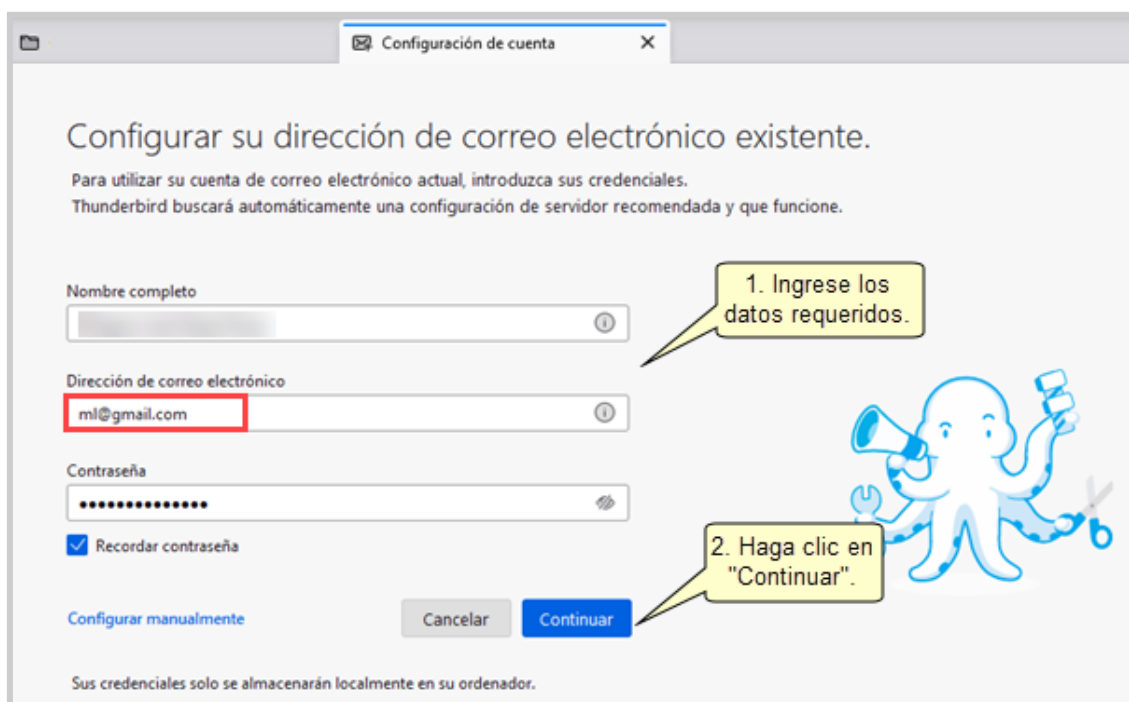 Configuración de cuenta
Configurar su dirección de correo electrónico existente.
Para utilizar su cuenta de correo electrónico actual, introduzca sus credenciales.
Thunderbird buscará automáticamente una configuración de servidor recomendada y que funcione.
Nombre completo
1. Ingrese los
datos requeridos.
Dirección de correo electrónico
ml@gmail.com
Contraseña
••••••••••••••
Recordar contraseña
2. Haga clic en
"Continuar".
Configurar manualmente
Cancelar
Continuar
Sus credenciales solo se almacenarán localmente en su ordenador.